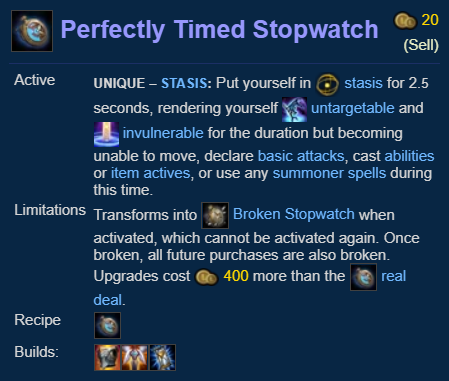 Perfectly Timed Stopwatch
20
(Sell)
Active
UNIQUE – STASIS: Put yourself in stasis for 2.5
seconds, rendering yourself untargetable and
invulnerable for the duration but becoming
unable to move, declare basic attacks, cast abilities
or item actives, or use any summoner spells during
this time.
Limitations
Transforms into Broken Stopwatch when
activated, which cannot be activated again. Once
broken, all future purchases are also broken.
Upgrades cost 400 more than the real
deal.
Recipe
Builds: